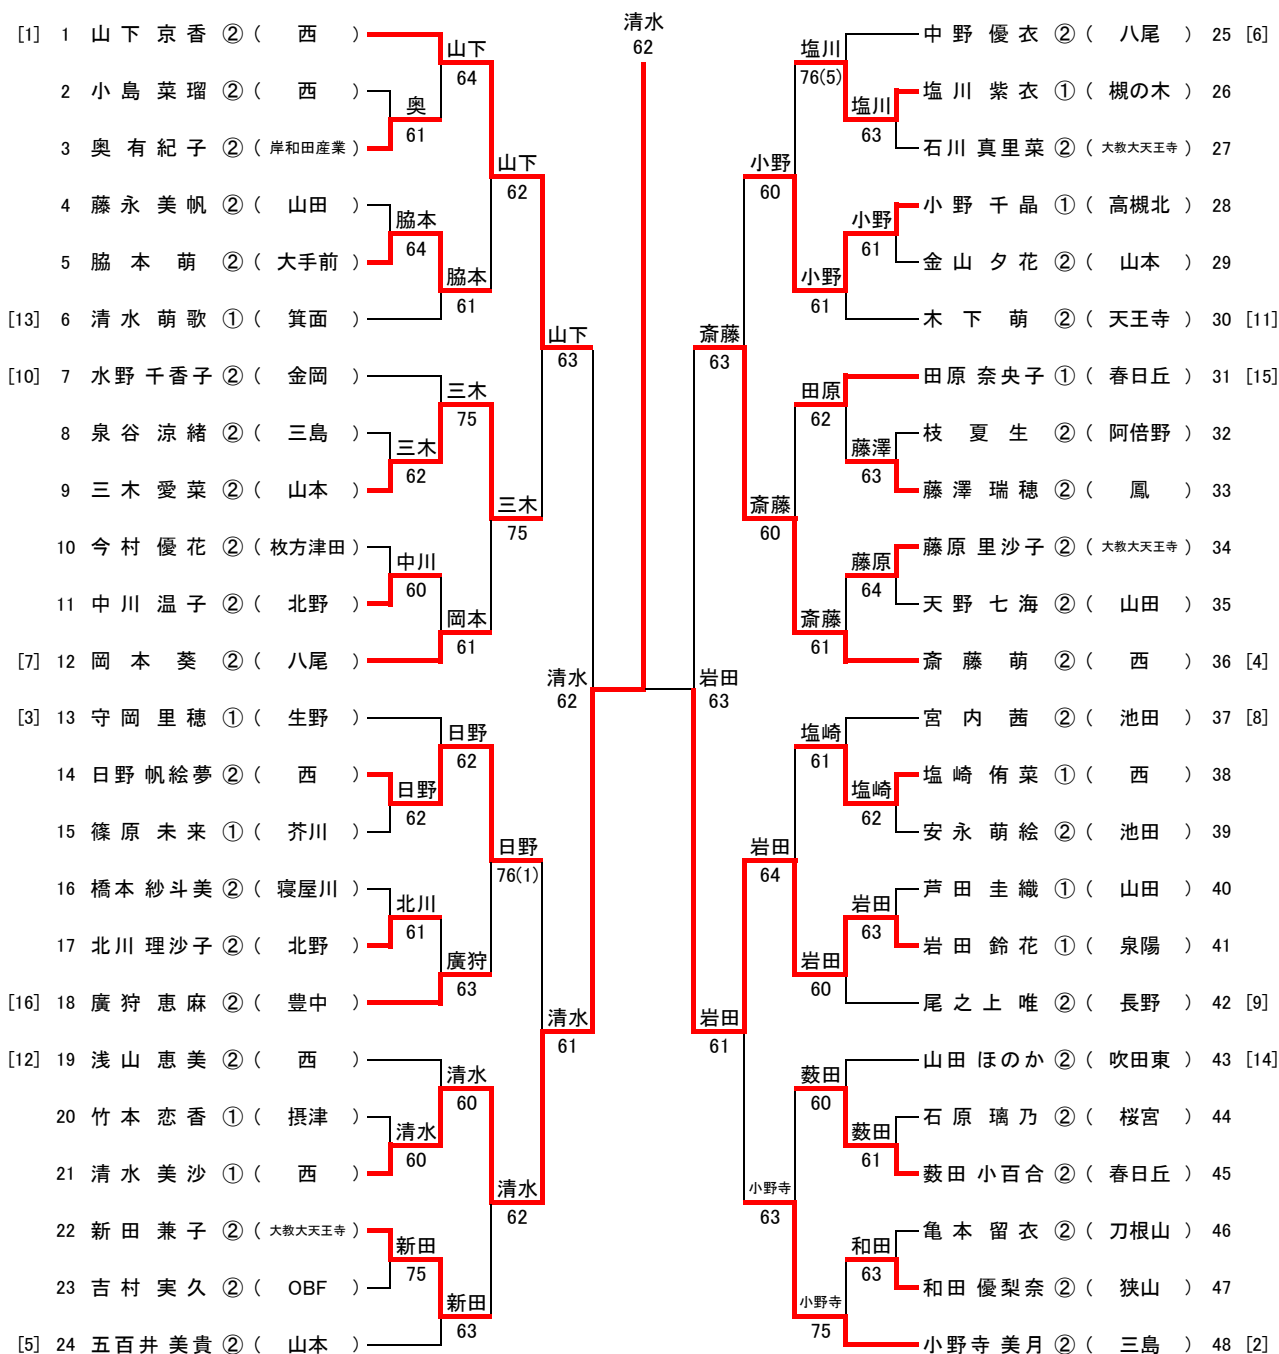 清水
62
[1] 1 山下京香 ② ( 西 )
2 小島菜瑠 ② ( 西 )
3 奥有紀子 ② ( 岸和田産業 )
4 藤永美帆 ② ( 山田 )
5 脇本萌 ② ( 大手前 )
[13] 6 清水萌歌 ① ( 箕面 )
[10] 7 水野千香子 ② ( 金岡 )
8 泉谷涼緒 ② ( 三島 )
9 三木愛菜 ② ( 山本 )
10 今村優花 ② ( 枚方津田 )
11 中川温子 ② ( 北野 )
[7] 12 岡本葵 ② ( 八尾 )
[3] 13 守岡里穂 ① ( 生野 )
14 日野帆絵夢 ② ( 西 )
15 篠原未来 ① ( 芥川 )
16 橋本紗斗美 ② ( 寝屋川 )
17 北川理沙子 ② ( 北野 )
[16] 18 廣狩恵麻 ② ( 豊中 )
[12] 19 浅山恵美 ② ( 西 )
20 竹本恋香 ① ( 摂津 )
21 清水美沙 ① ( 西 )
22 新田兼子 ② ( 大教大天王寺 )
23 吉村実久 ② ( OBF )
[5] 24 五百井美貴 ② ( 山本 )
奥
61
脇本
64
三木
62
中川
60
日野
62
北川
61
清水
60
新田
75
山下
64
脇本
61
三木
75
岡本
61
日野
62
廣狩
63
清水
60
新田
63
山下
62
三木
75
日野
76(1)
清水
62
山下
63
清水
61
清水
62
岩田
63
斎藤
63
岩田
61
小野
60
斎藤
60
岩田
64
小野寺
63
塩川
76(5)
小野
61
田原
62
斎藤
61
塩崎
61
岩田
60
薮田
60
小野寺
75
塩川
63
小野
61
藤澤
63
藤原
64
塩崎
62
岩田
63
薮田
61
和田
63
中野優衣 ② ( 八尾 ) 25 [6]
塩川紫衣 ① ( 槻の木 ) 26
石川真里菜 ② ( 大教大天王寺 ) 27
小野千晶 ① ( 高槻北 ) 28
金山夕花 ② ( 山本 ) 29
木下萌 ② ( 天王寺 ) 30 [11]
田原奈央子 ① ( 春日丘 ) 31 [15]
枝夏生 ② ( 阿倍野 ) 32
藤澤瑞穂 ② ( 鳳 ) 33
藤原里沙子 ② ( 大教大天王寺 ) 34
天野七海 ② ( 山田 ) 35
斎藤萌 ② ( 西 ) 36 [4]
宮内茜 ② ( 池田 ) 37 [8]
塩崎侑菜 ① ( 西 ) 38
安永萌絵 ② ( 池田 ) 39
芦田圭織 ① ( 山田 ) 40
岩田鈴花 ① ( 泉陽 ) 41
尾之上唯 ② ( 長野 ) 42 [9]
山田ほのか ② ( 吹田東 ) 43 [14]
石原璃乃 ② ( 桜宮 ) 44
薮田小百合 ② ( 春日丘 ) 45
亀本留衣 ② ( 刀根山 ) 46
和田優梨奈 ② ( 狭山 ) 47
小野寺美月 ② ( 三島 ) 48 [2]